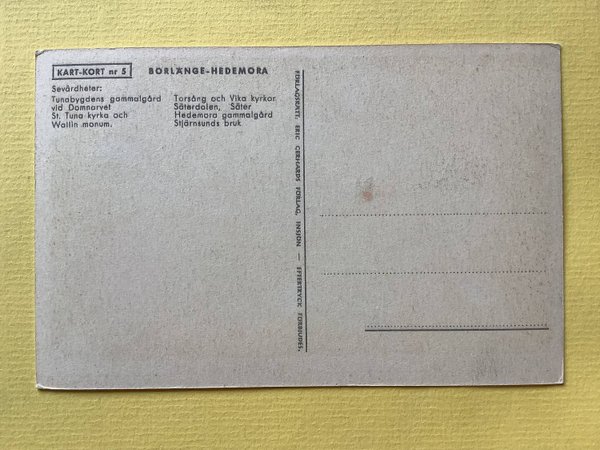 KART-KORT nr 5
BORLÄNGE-HEDEMORA
Sevärdheter:
Tunabygdens gammalgård
vid Domnarvet
St. Tuna kyrka och
Wallin monum.
Torsång och Vika kyrkor
Säterdalen, Säter
Hedemora gammalgård
Stjärnsunds bruk
FÖRLAGSRÄTT. ERIC GERHARDS FÖRLAG, INSJÖN — EFTERTRYCK FÖRBJUDES.